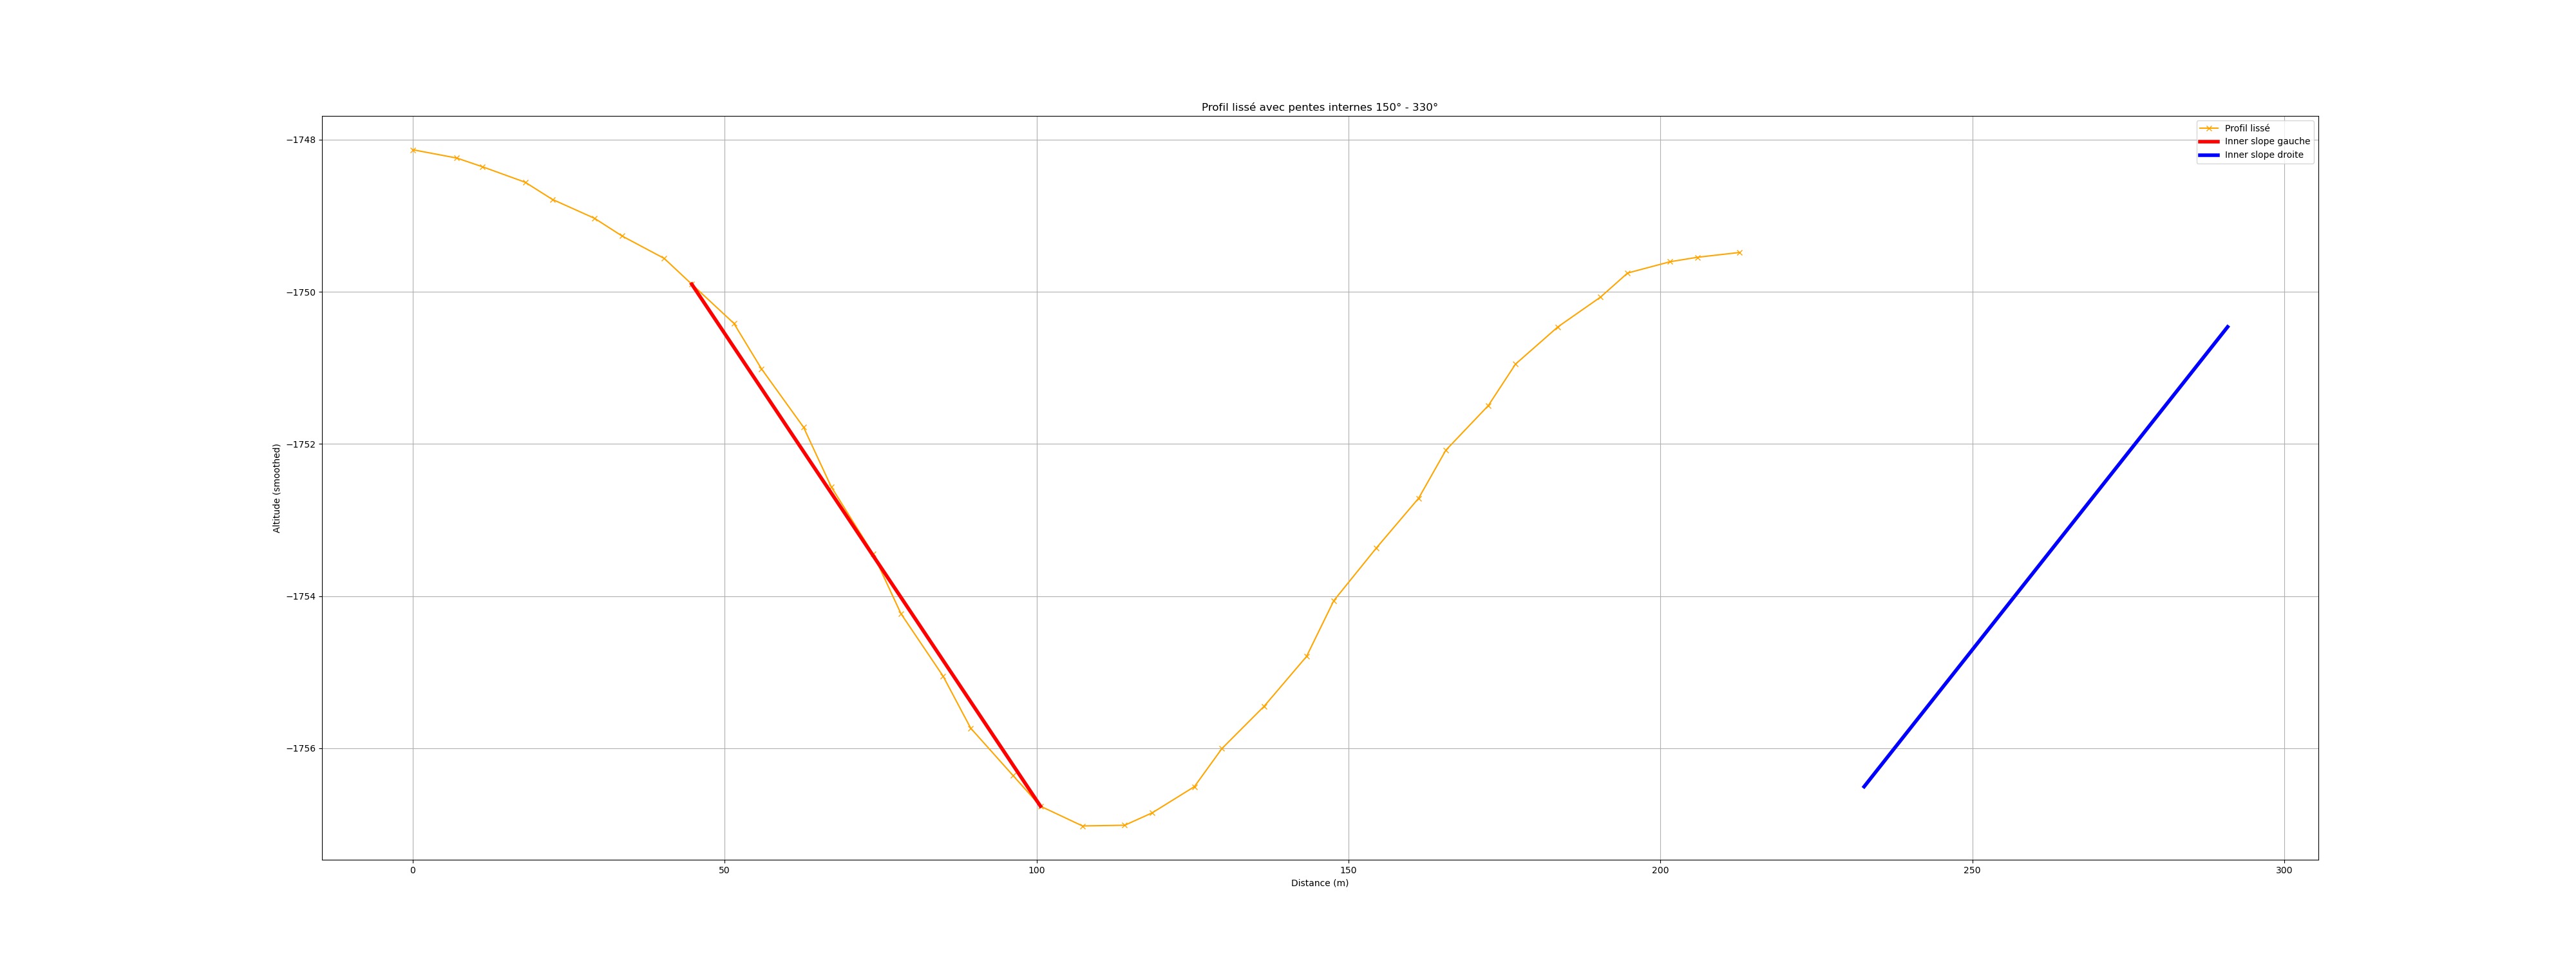 Profil lissé avec pentes internes 150° - 330°
Profil lissé
Inner slope gauche
Inner slope droite
Altitude (smoothed)
−1748
−1750
−1752
−1754
−1756
0
50
100
150
200
250
300
Distance (m)